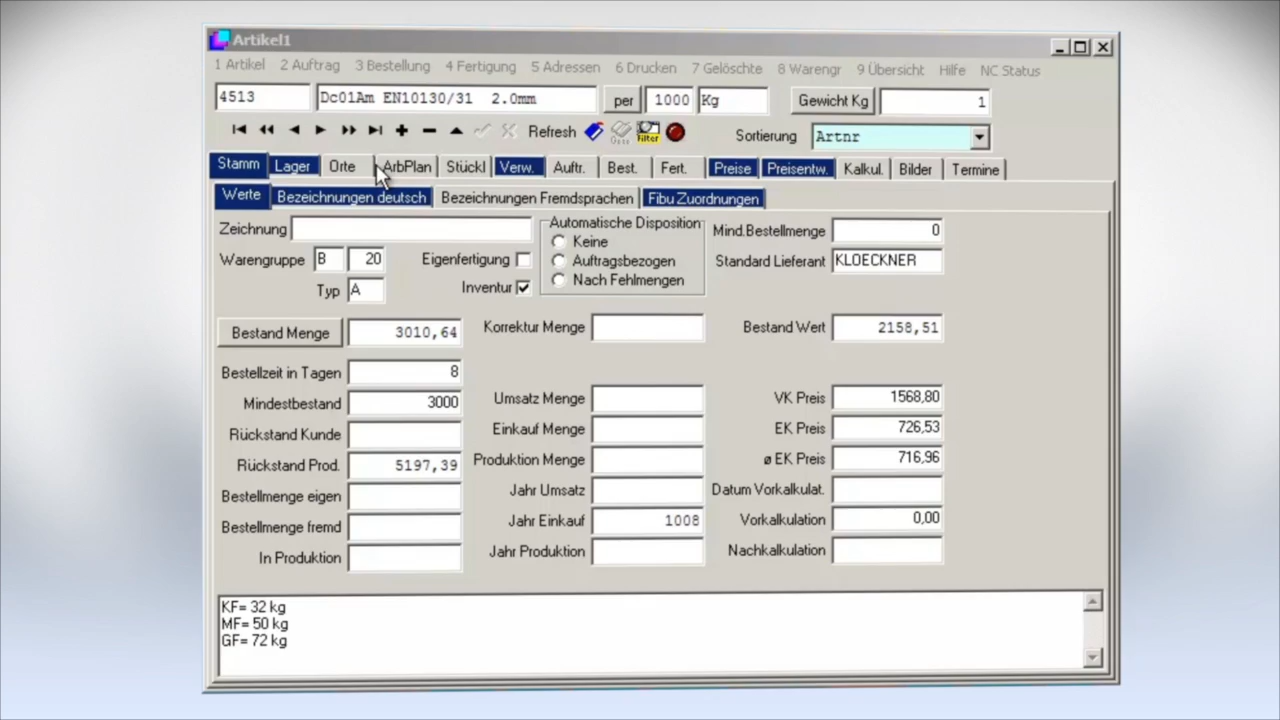 Artikel1
1 Artikel 2 Auftrag 3 Bestellung 4 Fertigung 5 Adressen 6 Drucken 7 Gelöschte 8 Warengr 9 Übersicht Hilfe NC Status
4513 Dc01Am EN10130/31 2.0mm per 1000 Kg Gewicht Kg 1
Refresh Filter Sortierung Artnr
Stamm Lager Orte ArbPlan Stückl Verw. Auftr. Best. Fert. Preise Preisentw. Kalkul. Bilder Termine
Werte Bezeichnungen deutsch Bezeichnungen Fremdsprachen Fibu Zuordnungen
Zeichnung Automatische Disposition Mind.Bestellmenge 0
Keine
Warengruppe B 20 Eigenfertigung Auftragsbezogen Standard Lieferant KLOECKNER
Typ A Inventur Nach Fehlmengen
Bestand Menge 3010,64 Korrektur Menge Bestand Wert 2158,51
Bestellzeit in Tagen 8
Mindestbestand 3000 Umsatz Menge VK Preis 1568,80
Rückstand Kunde Einkauf Menge EK Preis 726,53
Rückstand Prod. 5197,39 Produktion Menge ø EK Preis 716,96
Bestellmenge eigen Jahr Umsatz Datum Vorkalkulat.
Bestellmenge fremd Jahr Einkauf 1008 Vorkalkulation 0,00
In Produktion Jahr Produktion Nachkalkulation
KF= 32 kg
MF= 50 kg
GF= 72 kg